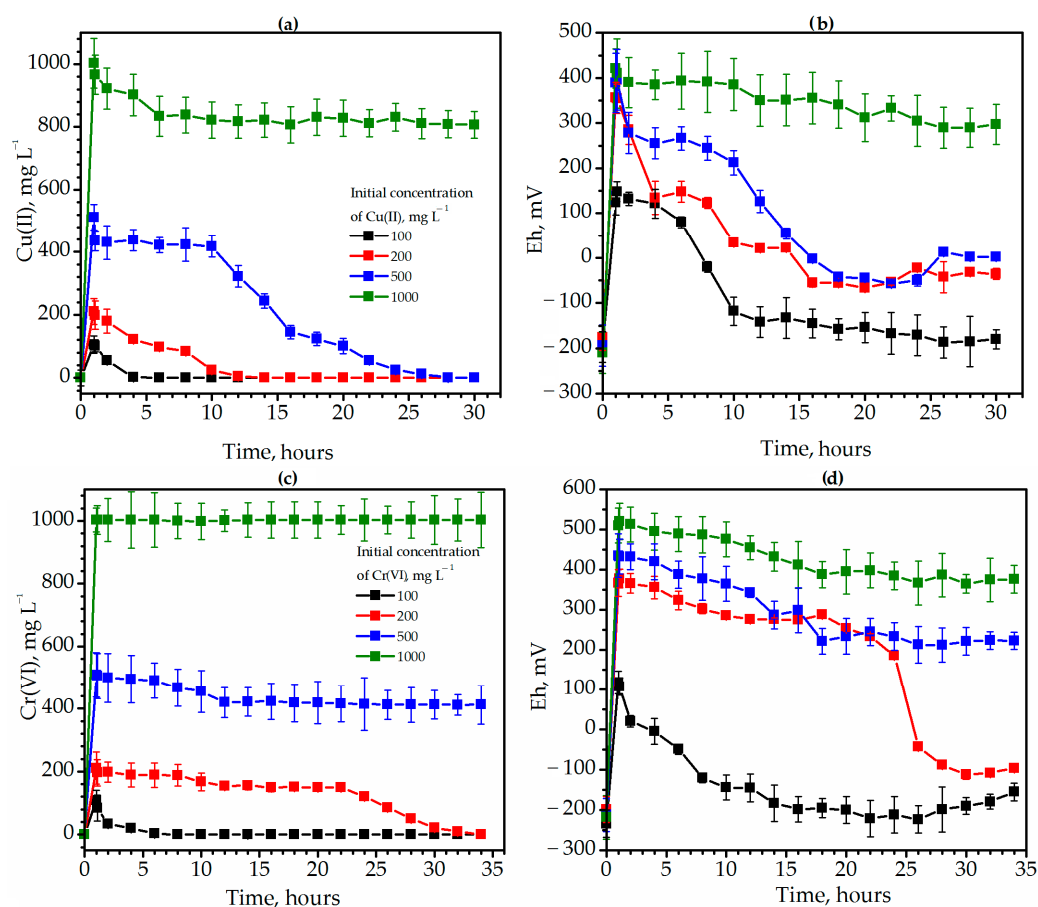 (a)
Cu(II), mg L⁻¹
1000
800
600
400
200
0
Initial concentration
of Cu(II), mg L⁻¹
100
200
500
1000
0 5 10 15 20 25 30
Time, hours
(b)
Eh, mV
500
400
300
200
100
0
−100
−200
−300
0 5 10 15 20 25 30
Time, hours
(c)
Cr(VI), mg L⁻¹
1000
800
600
400
200
0
Initial concentration
of Cr(VI), mg L⁻¹
100
200
500
1000
0 5 10 15 20 25 30 35
Time, hours
(d)
Eh, mV
600
500
400
300
200
100
0
−100
−200
−300
0 5 10 15 20 25 30 35
Time, hours